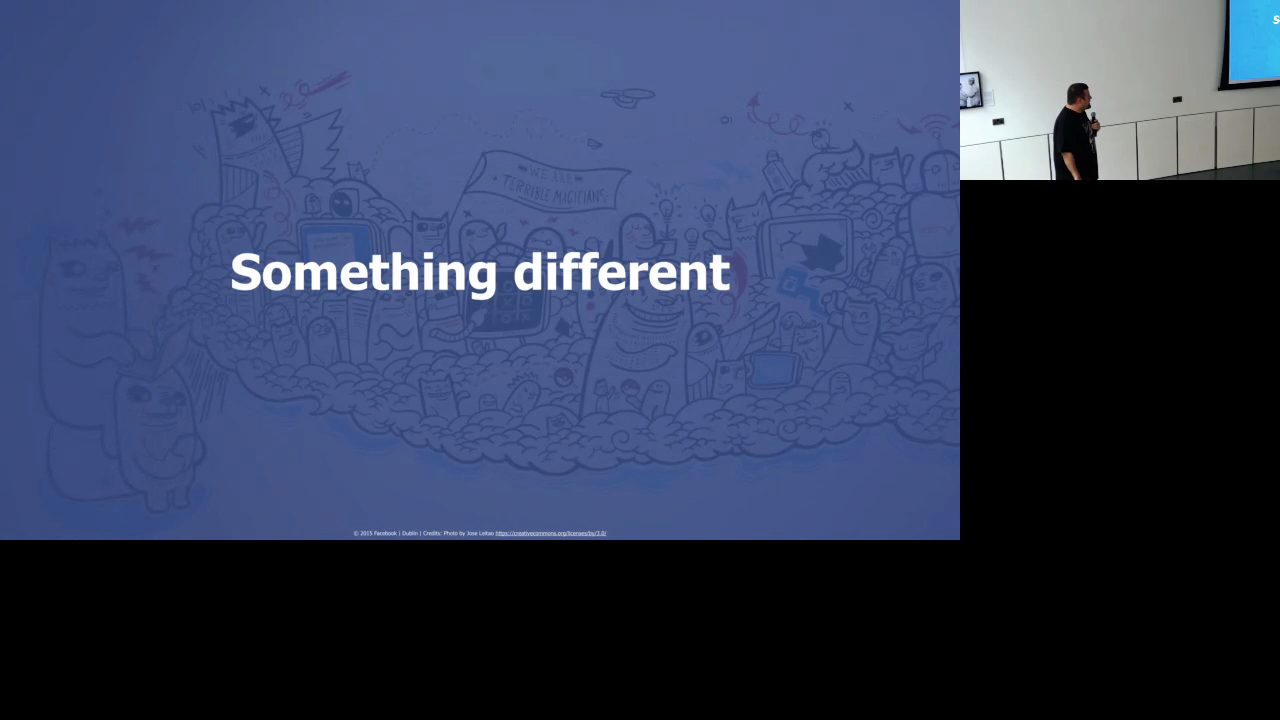 WE ARE
TERRIBLE MAGICIANS
Something different
© 2015 Facebook | Dublin | Credits: Photo by Jose Leitao https://creativecommons.org/licenses/by/3.0/
S